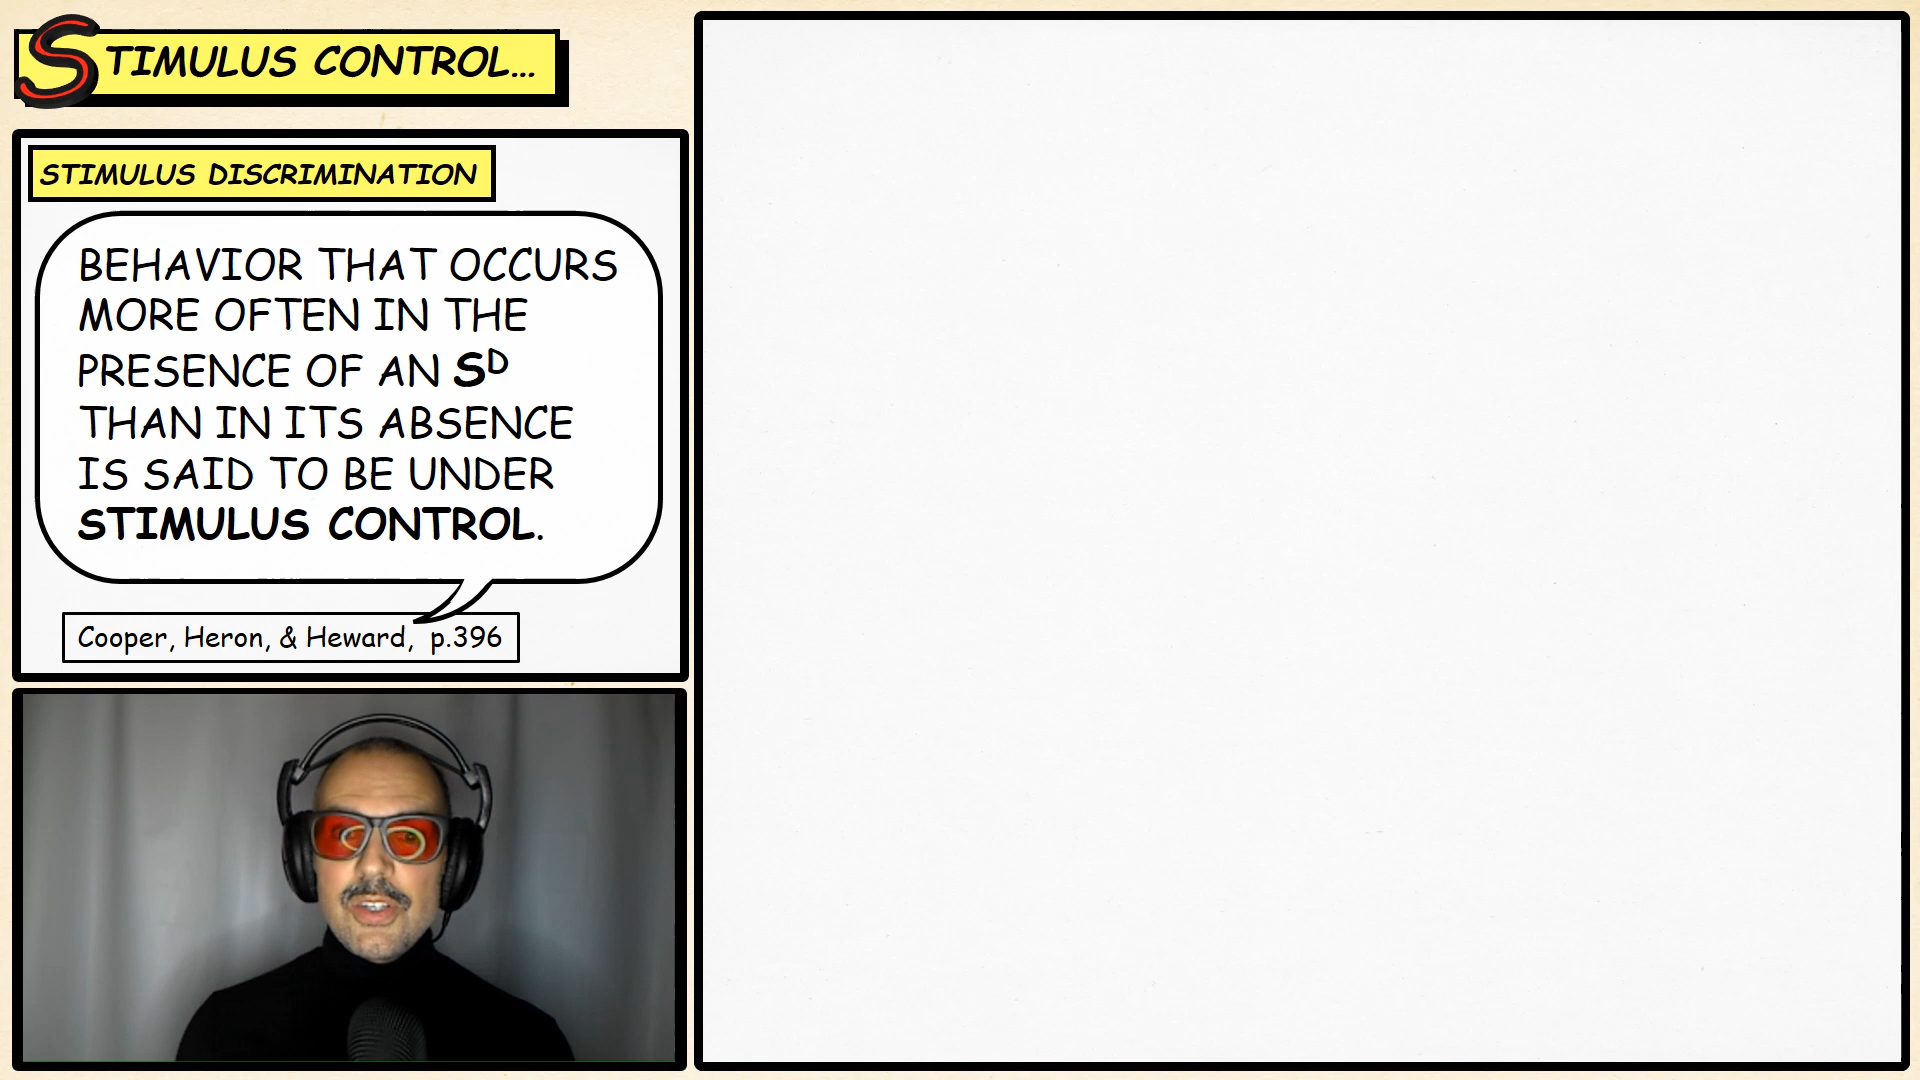 STIMULUS CONTROL...
STIMULUS DISCRIMINATION
BEHAVIOR THAT OCCURS
MORE OFTEN IN THE
PRESENCE OF AN Sᴰ
THAN IN ITS ABSENCE
IS SAID TO BE UNDER
STIMULUS CONTROL.
Cooper, Heron, & Heward, p.396